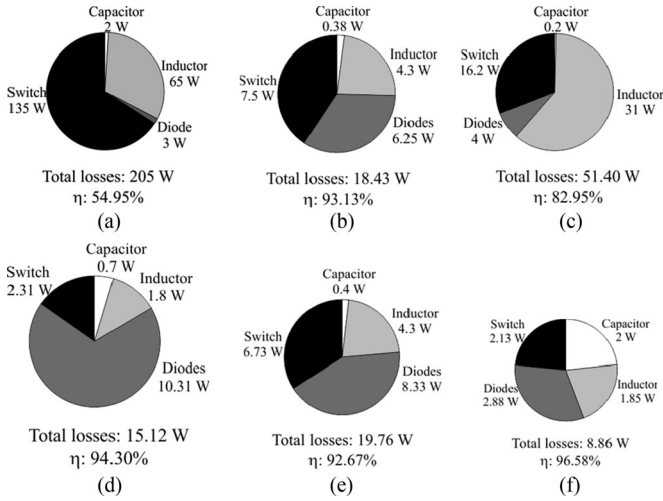 Capacitor
2 W
Inductor
65 W
Switch
135 W
Diode
3 W
Total losses: 205 W
η: 54.95%
(a)
Capacitor
0.38 W
Inductor
4.3 W
Switch
7.5 W
Diodes
6.25 W
Total losses: 18.43 W
η: 93.13%
(b)
Capacitor
0.2 W
Switch
16.2 W
Inductor
31 W
Diodes
4 W
Total losses: 51.40 W
η: 82.95%
(c)
Capacitor
0.7 W
Switch
2.31 W
Inductor
1.8 W
Diodes
10.31 W
Total losses: 15.12 W
η: 94.30%
(d)
Capacitor
0.4 W
Inductor
4.3 W
Switch
6.73 W
Diodes
8.33 W
Total losses: 19.76 W
η: 92.67%
(e)
Switch
2.13 W
Capacitor
2 W
Diodes
2.88 W
Inductor
1.85 W
Total losses: 8.86 W
η: 96.58%
(f)